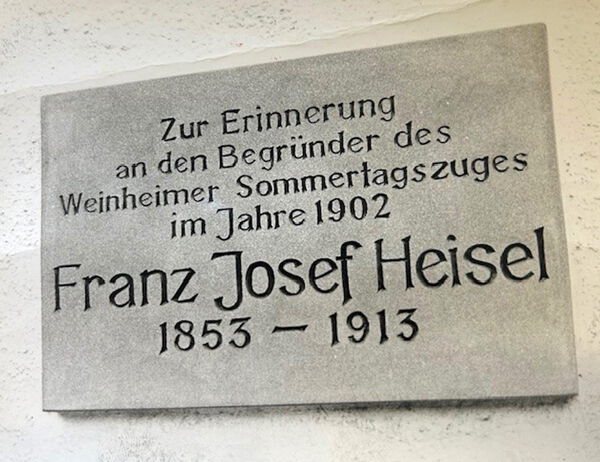 Zur Erinnerung
an den Begründer des
Weinheimer Sommertagszuges
im Jahre 1902
Franz Josef Heisel
1853 – 1913